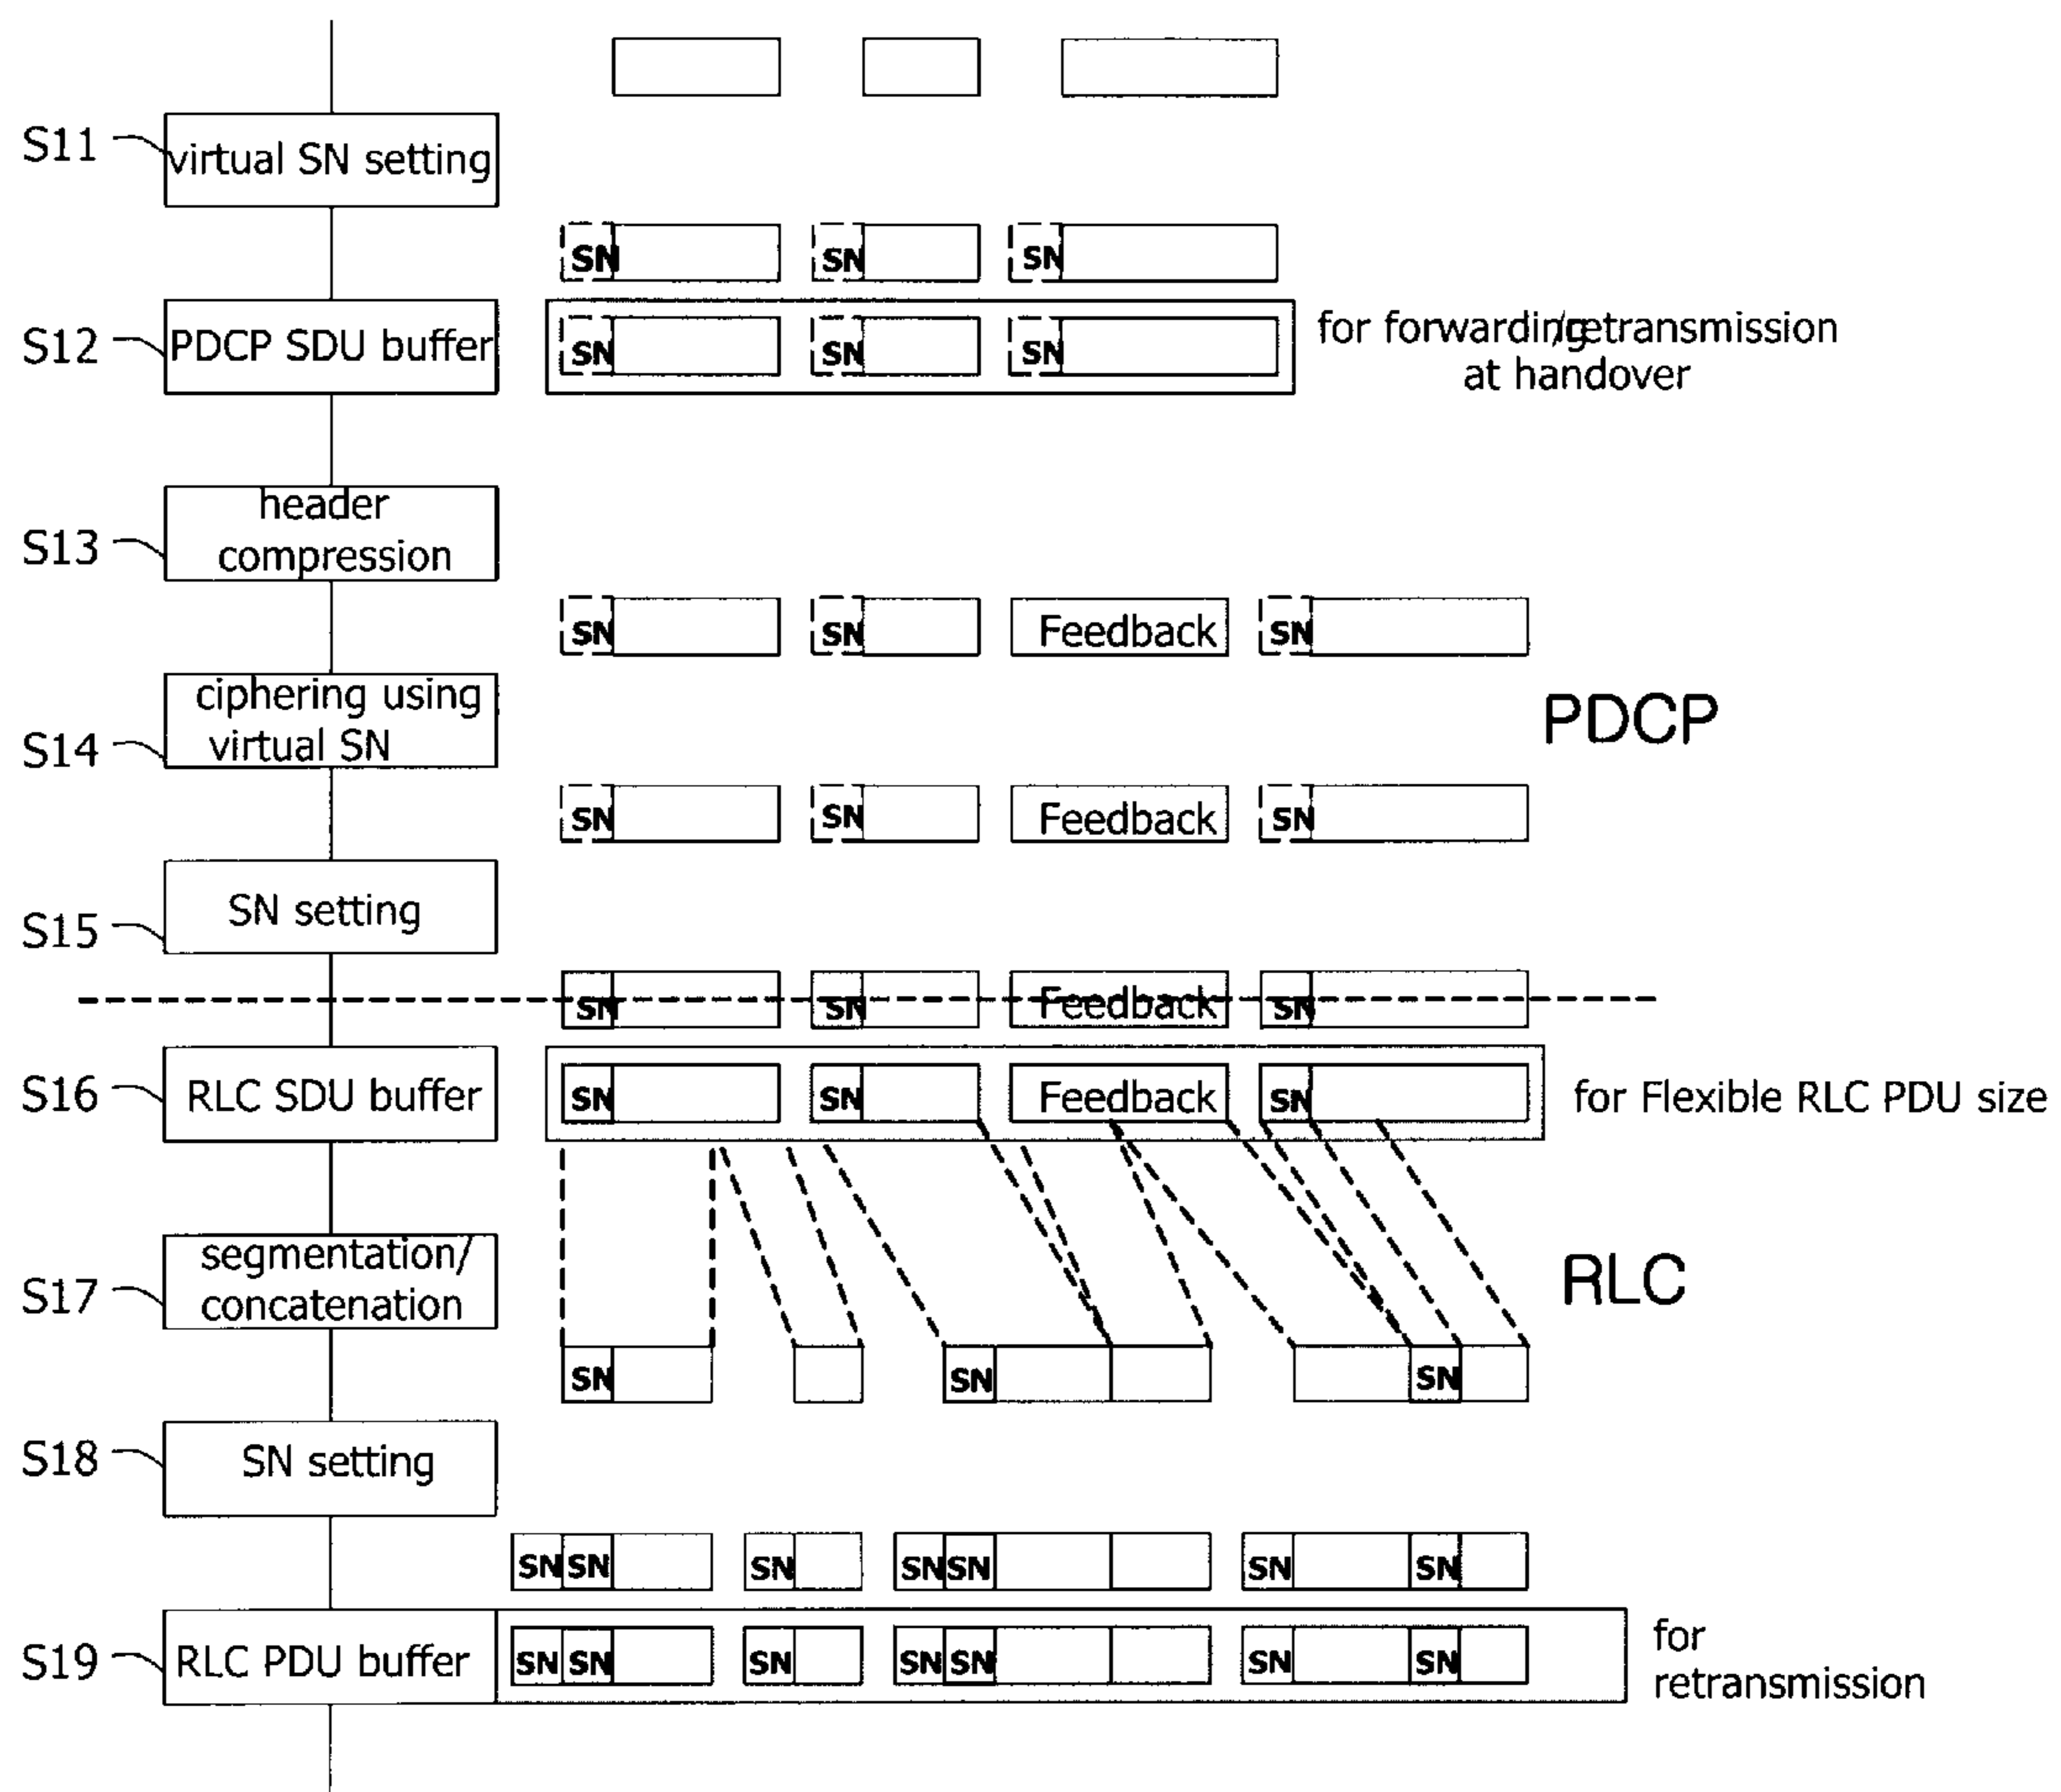 S11
virtual SN setting
SN
SN
SN
S12
PDCP SDU buffer
SN
SN
SN
for forwarding/retransmission
at handover
S13
header
compression
SN
SN
Feedback
SN
S14
ciphering using
virtual SN
PDCP
SN
SN
Feedback
SN
S15
SN setting
SN
SN
Feedback
SN
S16
RLC SDU buffer
SN
SN
Feedback
SN
for Flexible RLC PDU size
S17
segmentation/
concatenation
RLC
SN
SN
SN
S18
SN setting
SN SN
SN
SN SN
SN
SN
S19
RLC PDU buffer
SN SN
SN
SN SN
SN
SN
for
retransmission